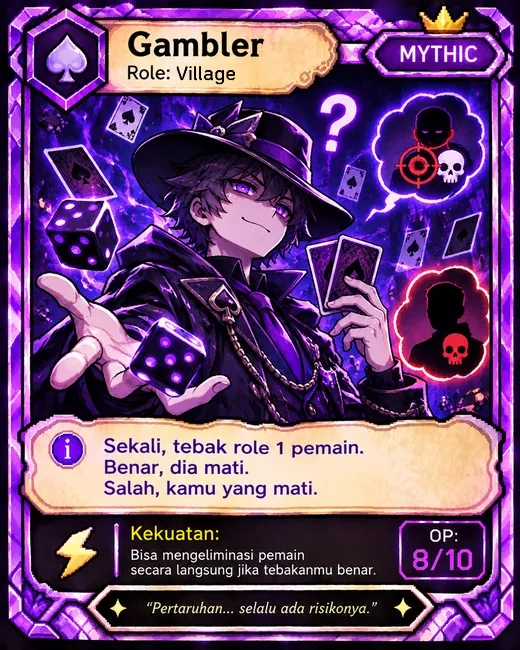 Gambler
Role: Village
MYTHIC
?
i
Sekali, tebak role 1 pemain.
Benar, dia mati.
Salah, kamu yang mati.
Kekuatan:
Bisa mengeliminasi pemain
secara langsung jika tebakanmu benar.
OP:
8/10
“Pertaruhan... selalu ada risikonya.”